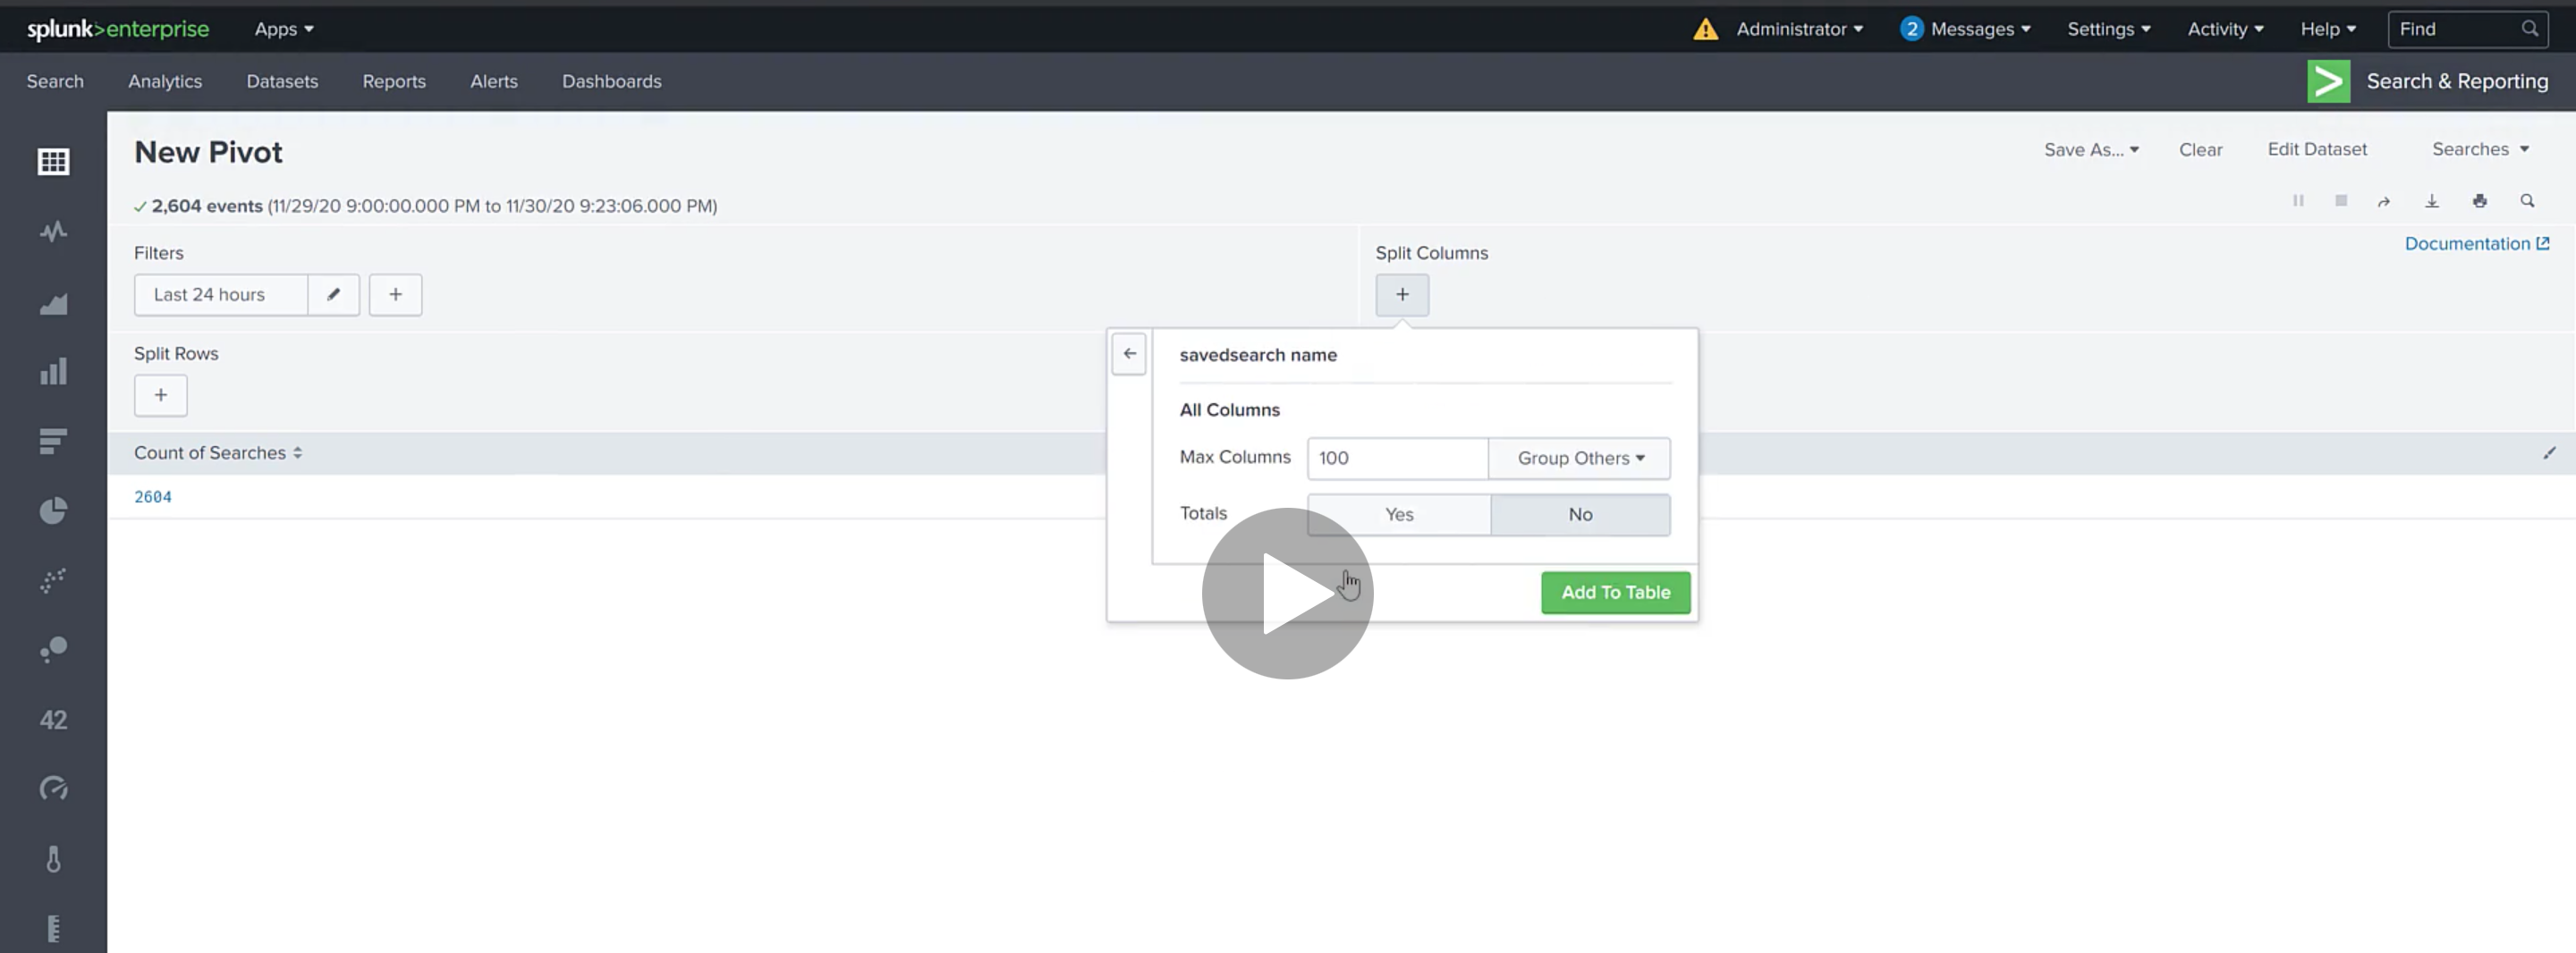 splunk>enterprise Apps Administrator 2 Messages Settings Activity Help Find
Search Analytics Datasets Reports Alerts Dashboards Search & Reporting
New Pivot Save As... Clear Edit Dataset Searches
2,604 events (11/29/20 9:00:00.000 PM to 11/30/20 9:23:06.000 PM)
Documentation
Filters Split Columns
Last 24 hours + +
Split Rows
+
savedsearch name
All Columns
Max Columns 100 Group Others
Totals Yes No
Add To Table
Count of Searches
2604
42